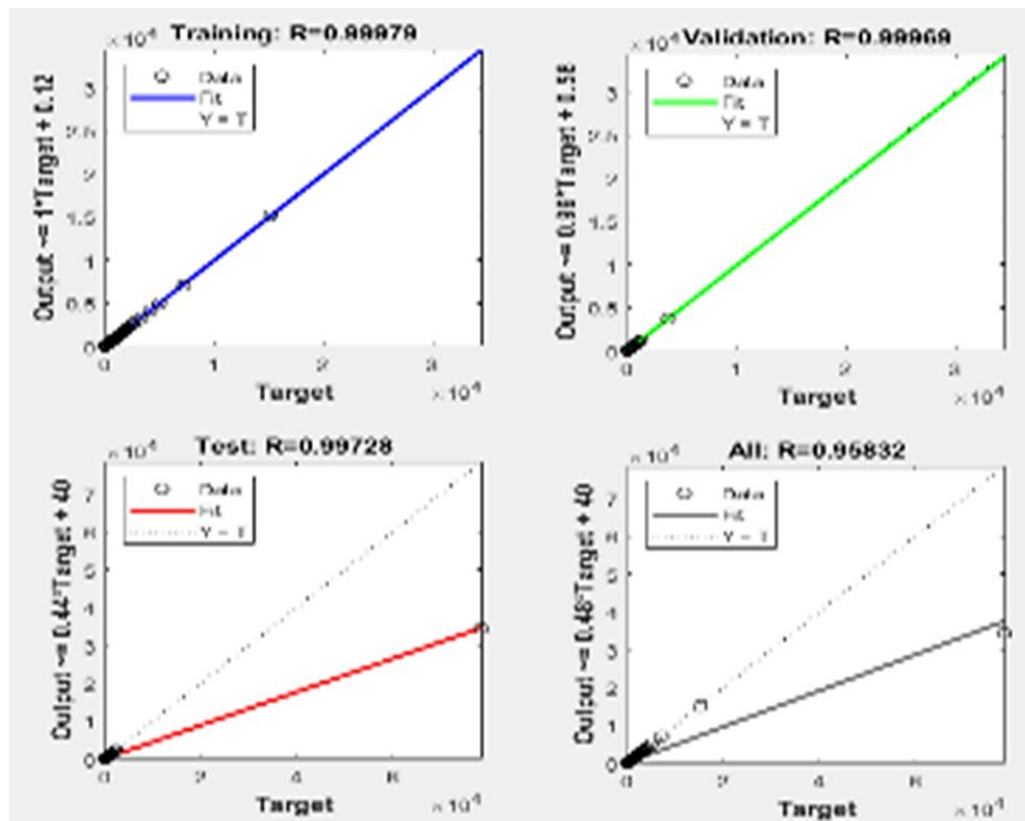 ×10⁴ Training: R=0.99979
Data
Fit
Y = T
Output ~= 1*Target + 0.12
3
2.5
2
1.5
1
0.5
0
0 1 2 3
Target ×10⁴
×10⁴ Validation: R=0.99969
Data
Fit
Y = T
3
2.5
2
1.5
1
0.5
0
0 1 2 3
Target ×10⁴
×10⁴ Test: R=0.99728
Data
Fit
Y = T
Output ~= 0.44*Target + 40
7
6
5
4
3
2
1
0
0 2
Target ×10⁴
×10⁴ All: R=0.95832
Data
Fit
Y = T
Output ~= 0.48*Target + 40
7
6
5
4
3
2
1
0
0 2
Target ×10⁴